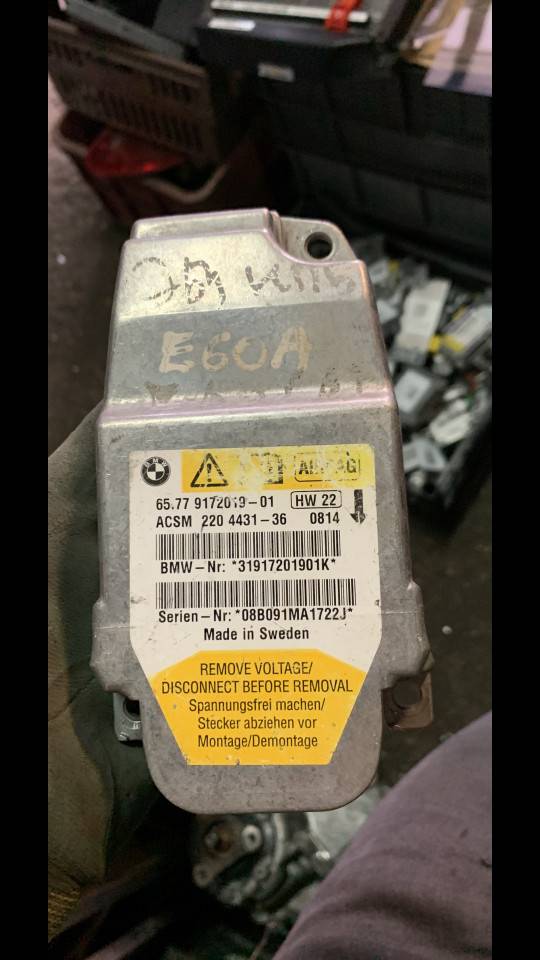 E60A
BMW
AIRBAG
65.77 9172019-01 HW 22
ACSM 220 4431-36 0814
BMW-Nr: *31917201901K*
Serien-Nr: *08B091MA1722J*
Made in Sweden
REMOVE VOLTAGE/
DISCONNECT BEFORE REMOVAL
Spannungsfrei machen/
Stecker abziehen vor
Montage/Demontage